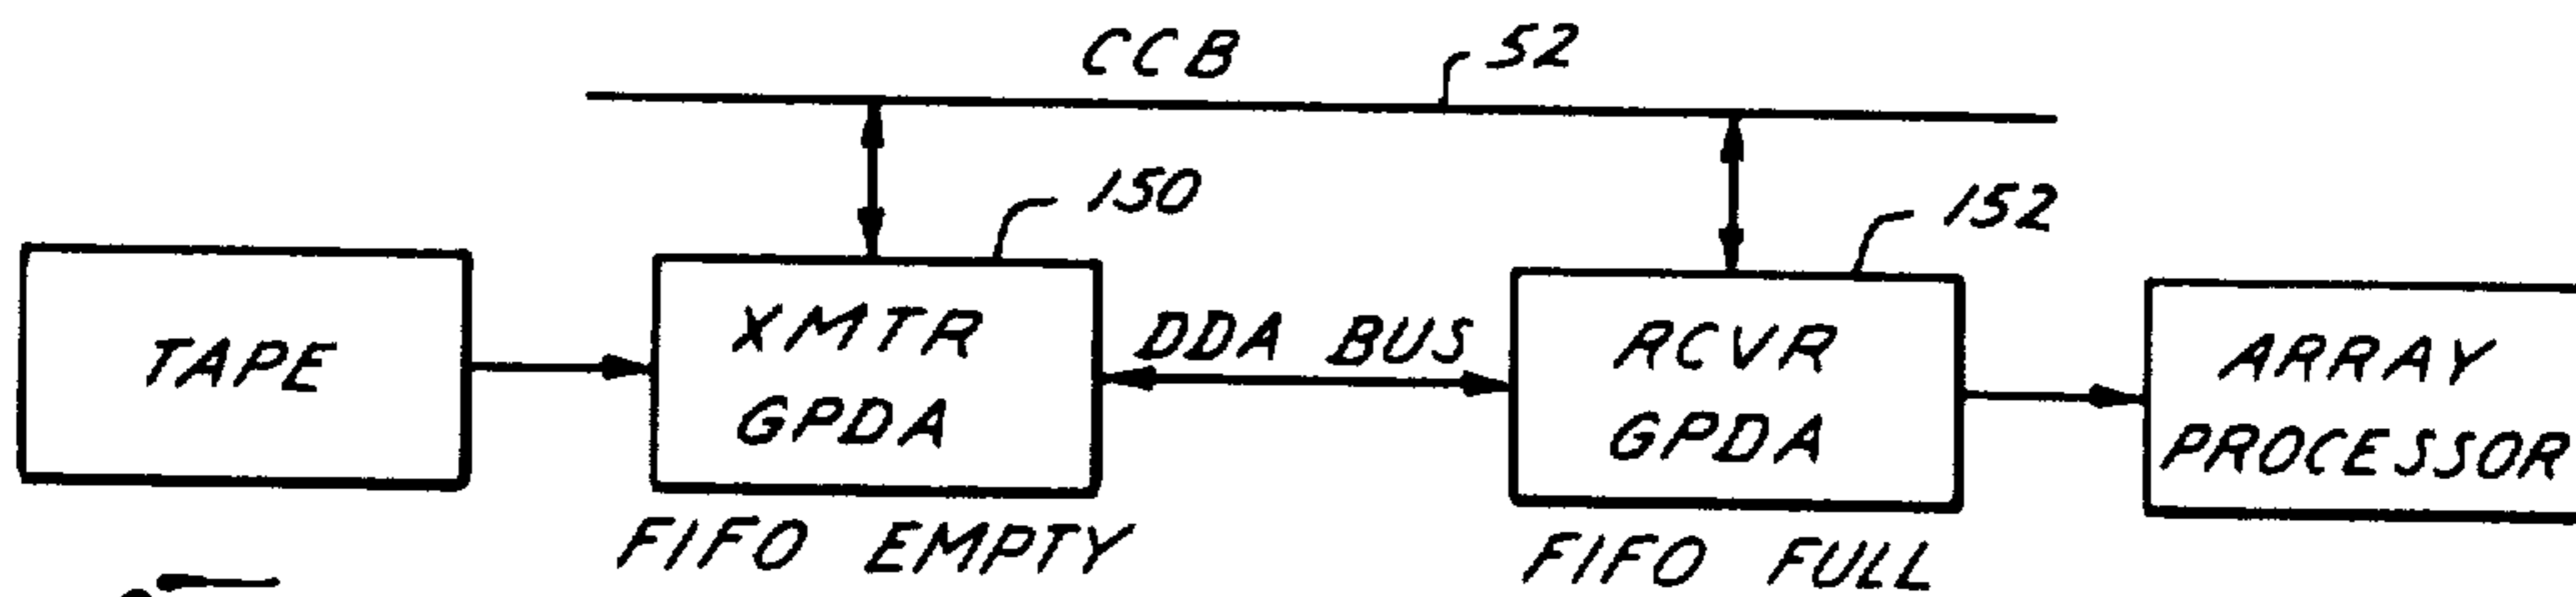 CCB
52
150
152
TAPE
XMTR
GPDA
DDA BUS
RCVR
GPDA
ARRAY
PROCESSOR
FIFO EMPTY
FIFO FULL